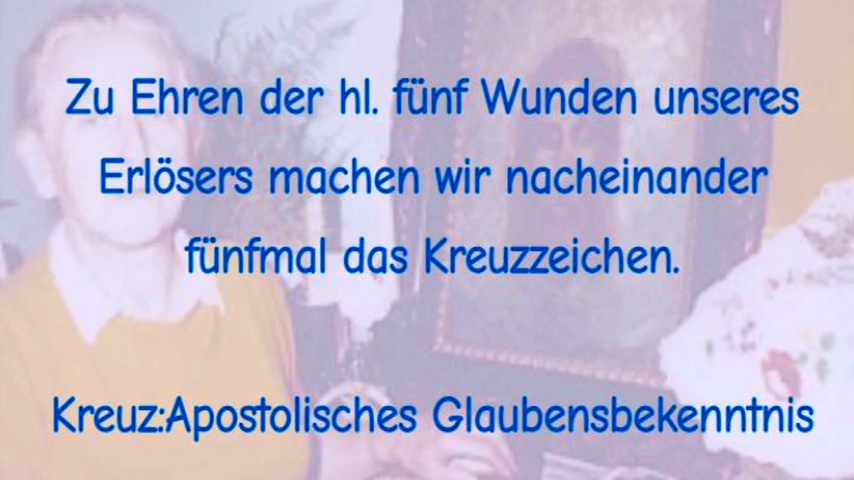 Zu Ehren der hl. fünf Wunden unseres
Erlösers machen wir nacheinander
fünfmal das Kreuzzeichen.
Kreuz:Apostolisches Glaubensbekenntnis